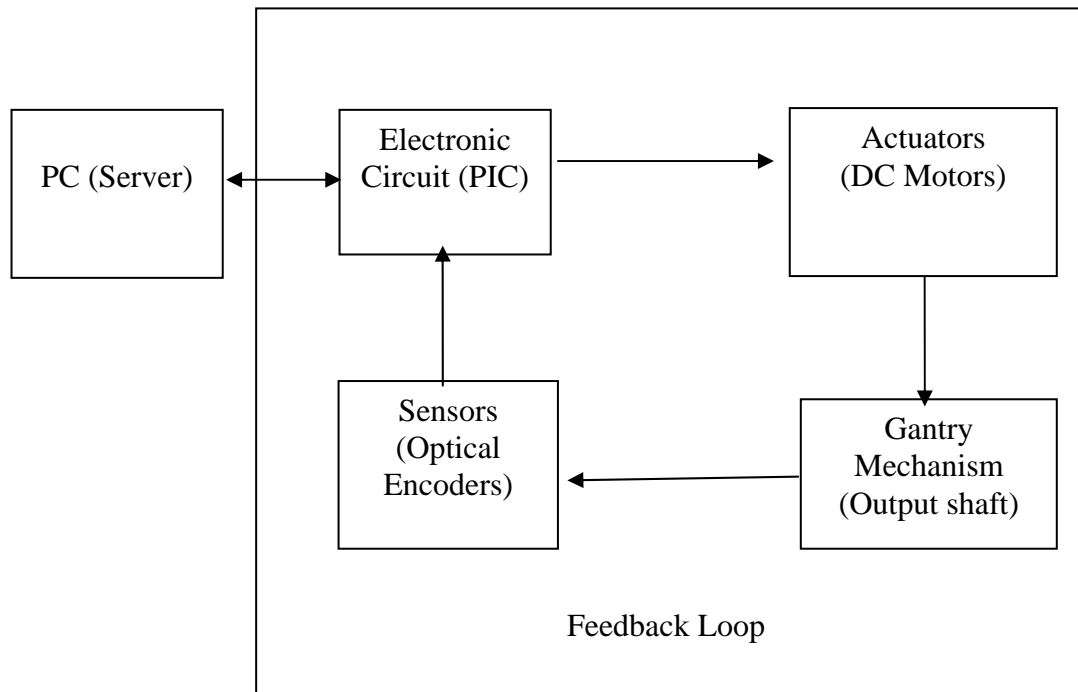 PC (Server)
Electronic
Circuit (PIC)
Actuators
(DC Motors)
Sensors
(Optical
Encoders)
Gantry
Mechanism
(Output shaft)
Feedback Loop